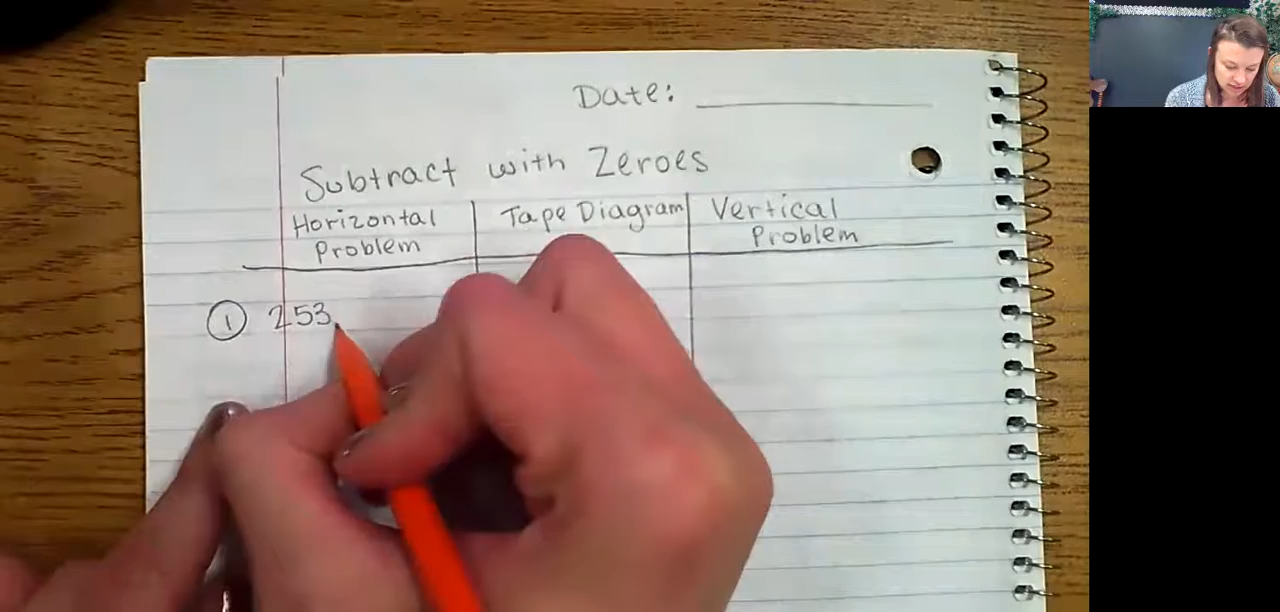 Date:
Subtract with Zeroes
Horizontal Problem
Tape Diagram
Vertical Problem
① 253